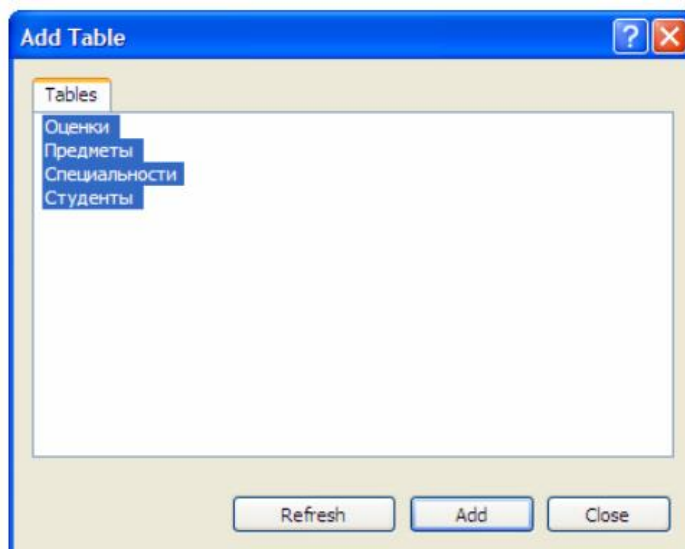 Add Table
Tables
Оценки
Предметы
Специальности
Студенты
Refresh
Add
Close